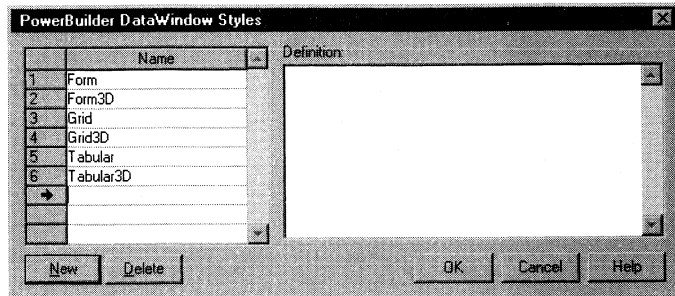 PowerBuilder DataWindow Styles
Name
Definition:
1 Form
2 Form3D
3 Grid
4 Grid3D
5 Tabular
6 Tabular3D
New Delete OK Cancel Help